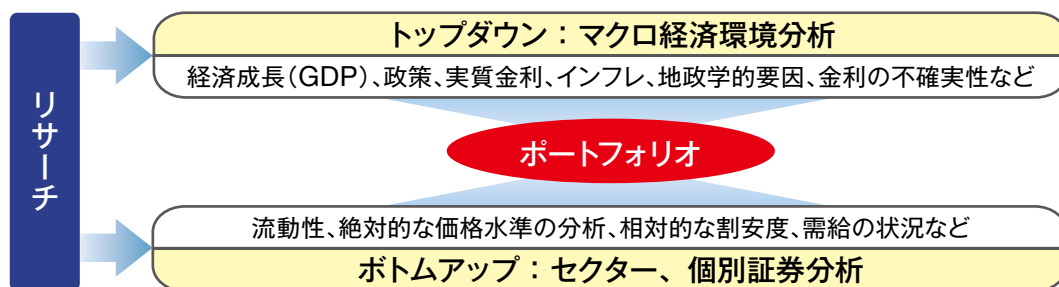 リサーチ
トップダウン：マクロ経済環境分析
経済成長（GDP）、政策、実質金利、インフレ、地政学的要因、金利の不確実性など
ポートフォリオ
流動性、絶対的な価格水準の分析、相対的な割安度、需給の状況など
ボトムアップ：セクター、個別証券分析